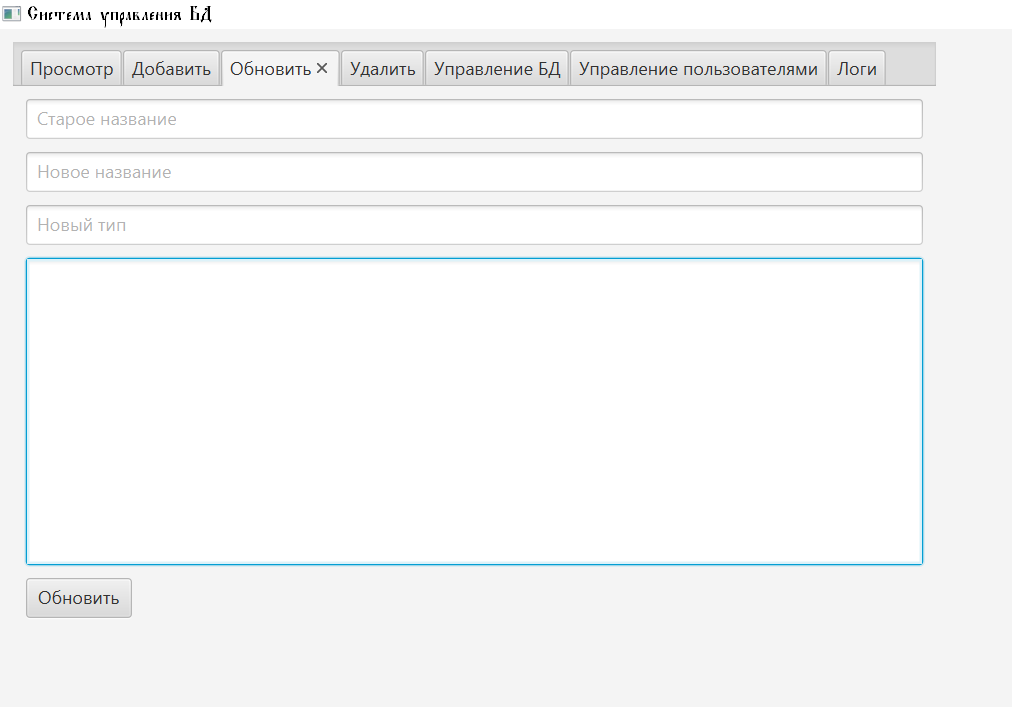 Система управления БД
Просмотр Добавить Обновить Удалить Управление БД Управление пользователями Логи
Старое название
Новое название
Новый тип
Обновить